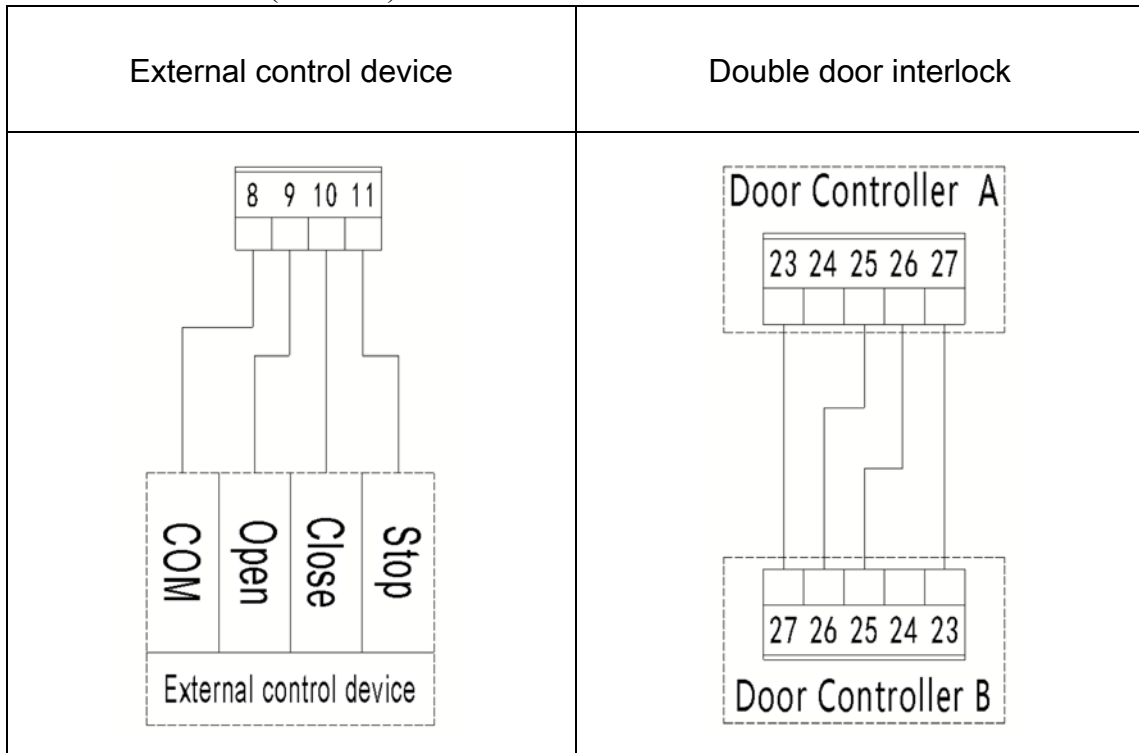 External control device
Double door interlock
8 9 10 11
COM
Open
Close
Stop
External control device
Door Controller A
23 24 25 26 27
27 26 25 24 23
Door Controller B